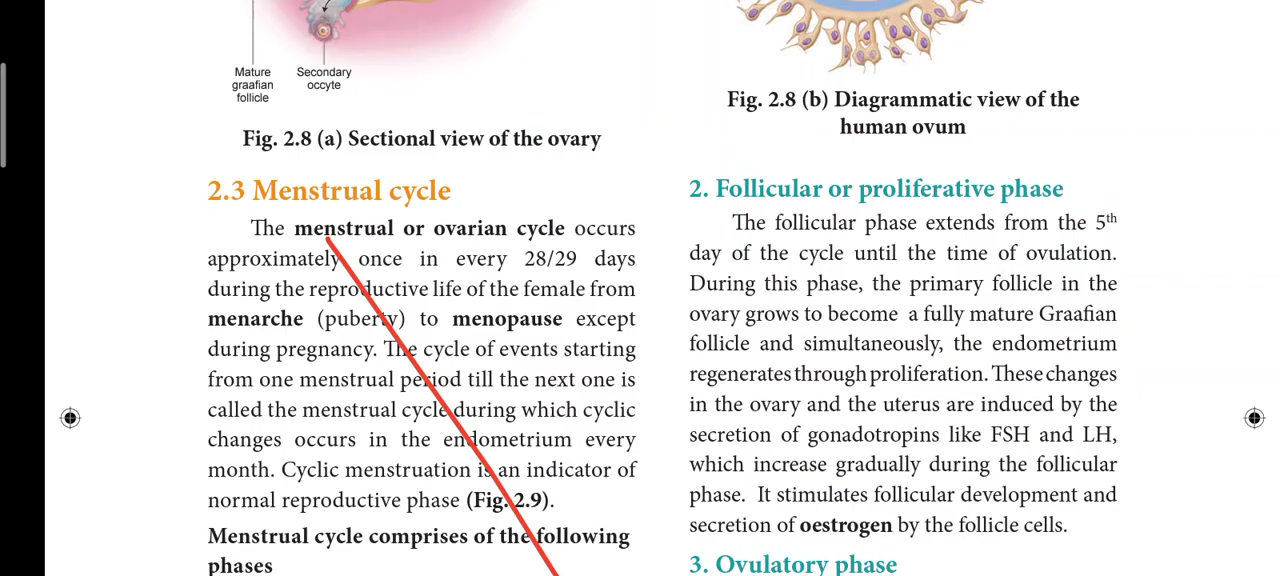 Mature
graafian
follicle
Secondary
occyte
Fig. 2.8 (a) Sectional view of the ovary
Fig. 2.8 (b) Diagrammatic view of the
human ovum
2.3 Menstrual cycle
The menstrual or ovarian cycle occurs
approximately once in every 28/29 days
during the reproductive life of the female from
menarche (puberty) to menopause except
during pregnancy. The cycle of events starting
from one menstrual period till the next one is
called the menstrual cycle during which cyclic
changes occurs in the endometrium every
month. Cyclic menstruation is an indicator of
normal reproductive phase (Fig. 2.9).
Menstrual cycle comprises of the following
phases
2. Follicular or proliferative phase
The follicular phase extends from the 5th
day of the cycle until the time of ovulation.
During this phase, the primary follicle in the
ovary grows to become a fully mature Graafian
follicle and simultaneously, the endometrium
regenerates through proliferation. These changes
in the ovary and the uterus are induced by the
secretion of gonadotropins like FSH and LH,
which increase gradually during the follicular
phase. It stimulates follicular development and
secretion of oestrogen by the follicle cells.
3. Ovulatory phase